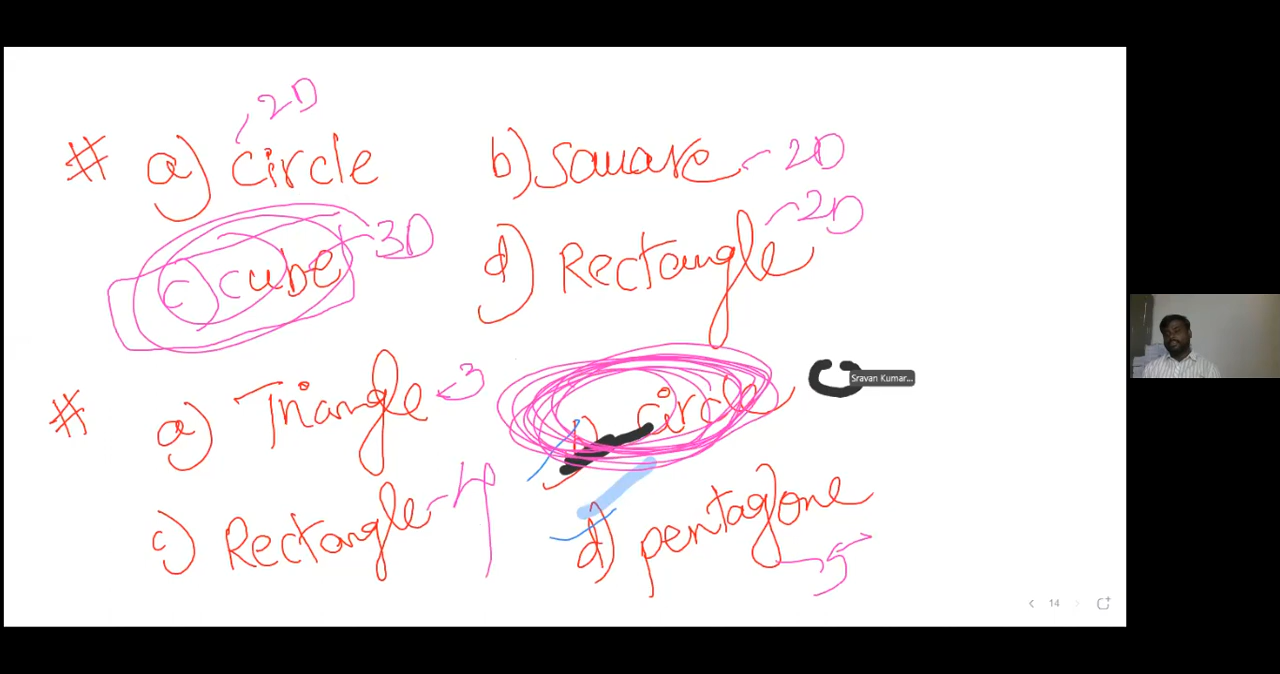 2D
# a) circle b) square 2D
c) cube 3D d) Rectangle 2D
# a) Triangle 3 b) circle
Sravan Kumar...
c) Rectangle 4 d) pentagone
5
14